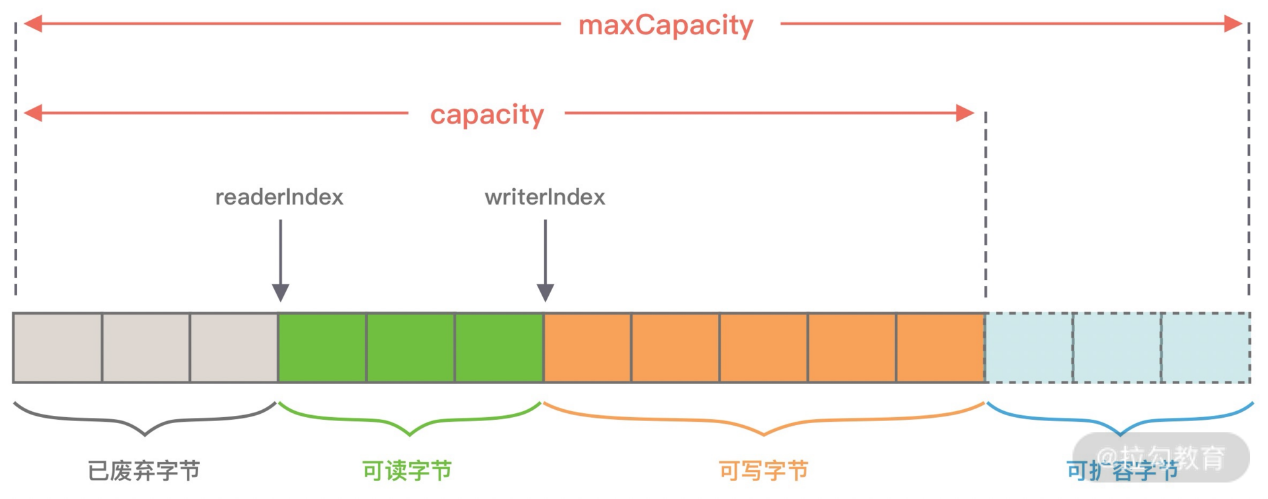 maxCapacity
capacity
readerIndex writerIndex
已废弃字节 可读字节 可写字节 可扩容字节
@拉勾教育